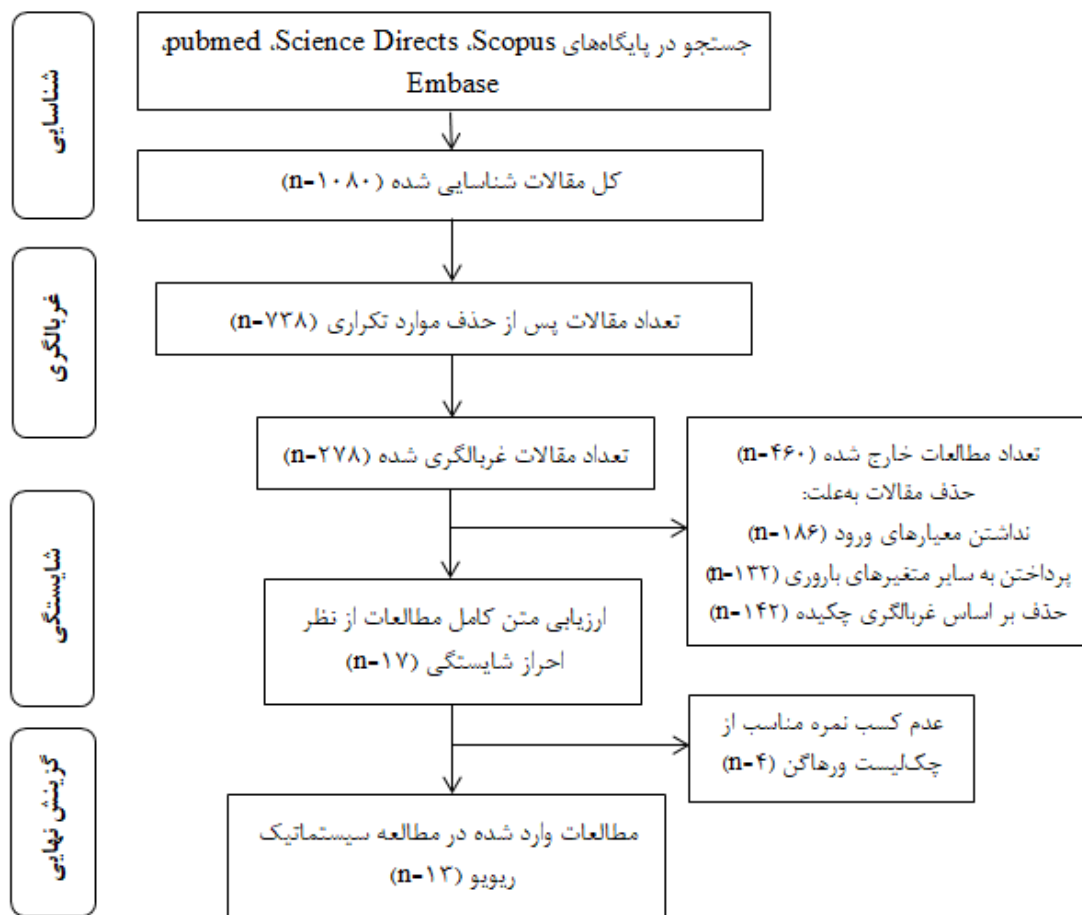 شناسایی
جستجو در پایگاه‌های pubmed ،Science Directs ،Scopus،
Embase
کل مقالات شناسایی شده (n-۱۰۸۰)
غربالگری
تعداد مقالات پس از حذف موارد تکراری (n-۷۳۸)
تعداد مقالات غربالگری شده (n-۲۷۸)
تعداد مطالعات خارج شده (n-۴۶۰)
حذف مقالات به‌علت:
نداشتن معیارهای ورود (n-۱۸۶)
پرداختن به سایر متغیرهای باروری (n-۱۳۲)
حذف بر اساس غربالگری چکیده (n-۱۴۲)
شایستگی
ارزیابی متن کامل مطالعات از نظر
احراز شایستگی (n-۱۷)
عدم کسب نمره مناسب از
چک‌لیست ورهاگن (n-۴)
گزینش نهایی
مطالعات وارد شده در مطالعه سیستماتیک
ریویو (n-۱۳)